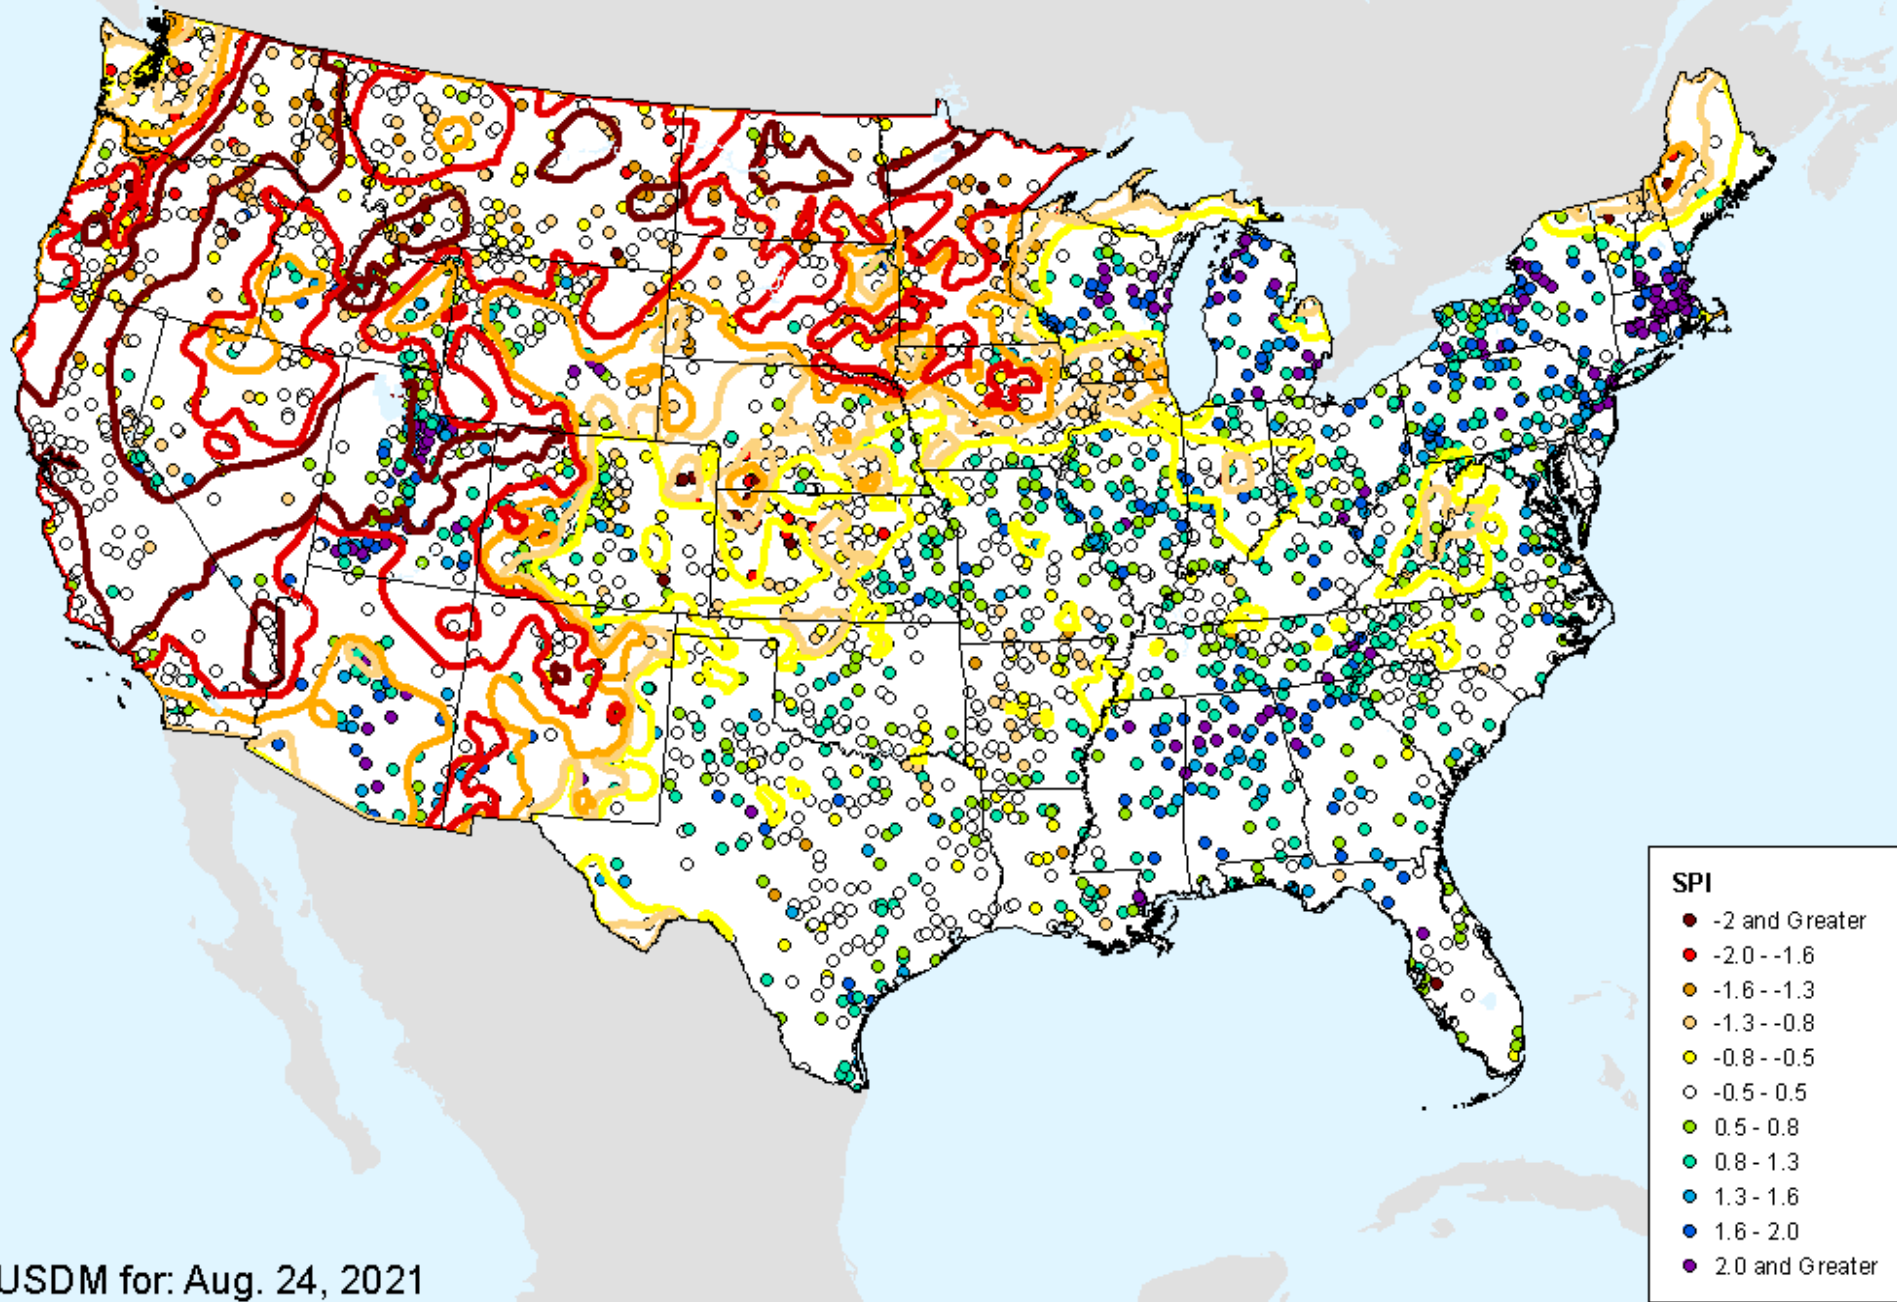 SPI
-2 and Greater
-2.0 - -1.6
-1.6 - -1.3
-1.3 - -0.8
-0.8 - -0.5
-0.5 - 0.5
0.5 - 0.8
0.8 - 1.3
1.3 - 1.6
1.6 - 2.0
2.0 and Greater
USDM for: Aug. 24, 2021